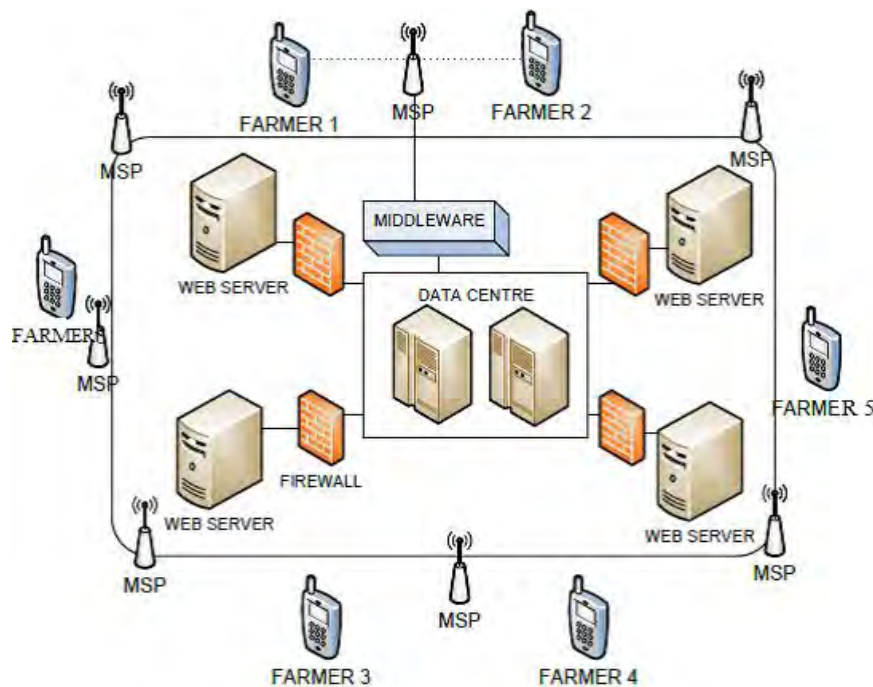 MSP
FARMER 1
FARMER 2
MSP
MSP
MIDDLEWARE
WEB SERVER
DATA CENTRE
WEB SERVER
MSP
FARMER 5
FIREWALL
WEB SERVER
WEB SERVER
MSP
MSP
MSP
FARMER 3
FARMER 4